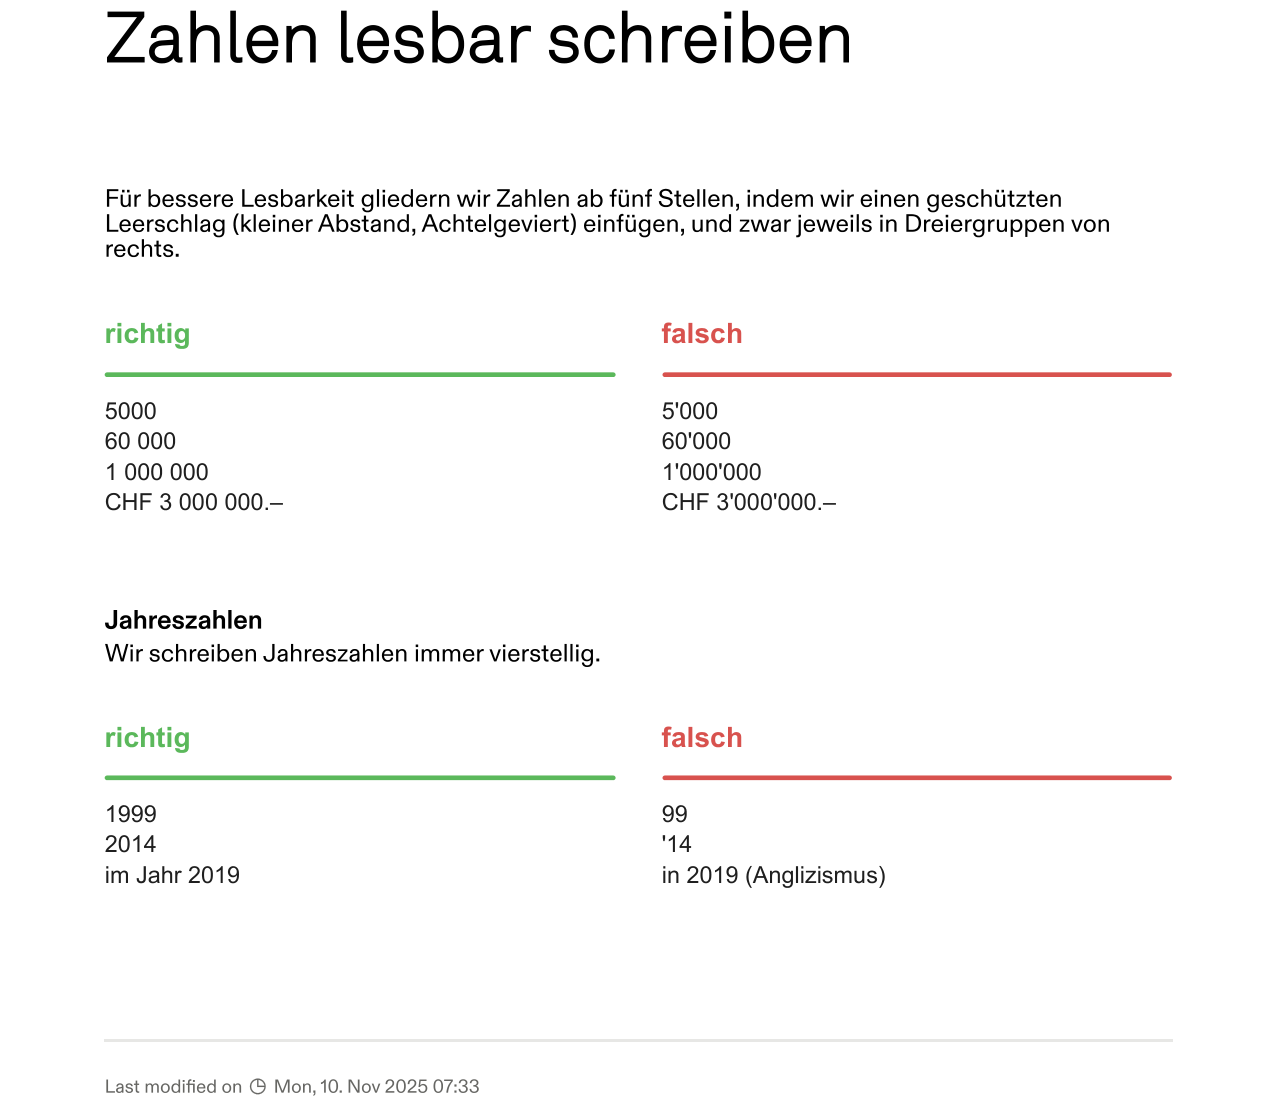 Zahlen lesbar schreiben
Für bessere Lesbarkeit gliedern wir Zahlen ab fünf Stellen, indem wir einen geschützten
Leerschlag (kleiner Abstand, Achtelgeviert) einfügen, und zwar jeweils in Dreiergruppen von
rechts.
richtig
5000
60 000
1 000 000
CHF 3 000 000.–
falsch
5'000
60'000
1'000'000
CHF 3'000'000.–
Jahreszahlen
Wir schreiben Jahreszahlen immer vierstellig.
richtig
1999
2014
im Jahr 2019
falsch
99
'14
in 2019 (Anglizismus)
Last modified on Mon, 10. Nov 2025 07:33